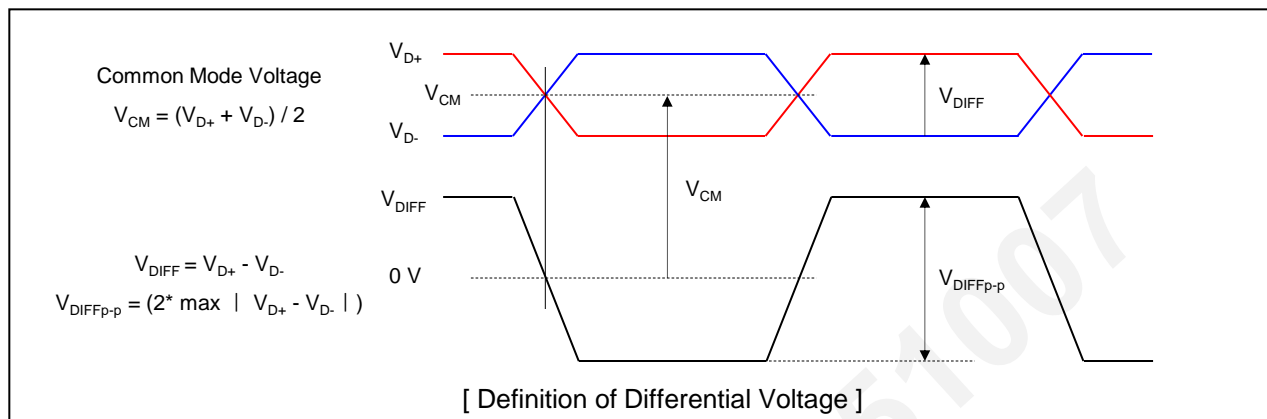 V_D+
Common Mode Voltage
V_CM
V_CM = (V_D+ + V_D-) / 2
V_DIFF
V_D-
V_CM
V_DIFF
V_DIFF = V_D+ - V_D-
0 V
V_DIFFp-p = (2* max | V_D+ - V_D- | )
V_DIFFp-p
[ Definition of Differential Voltage ]
51007